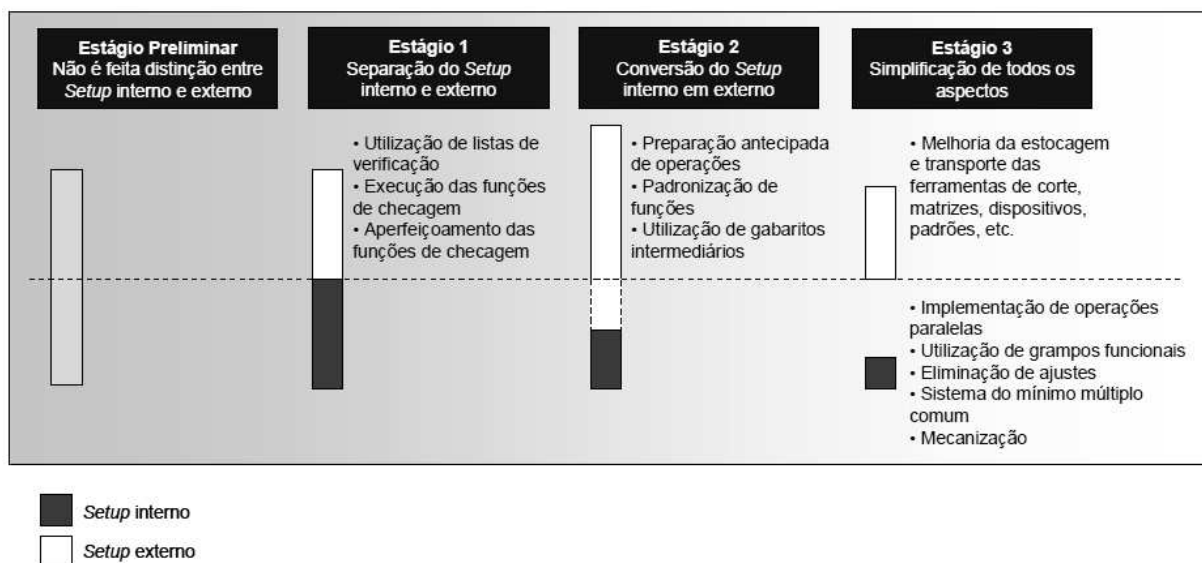 Estágio Preliminar
Não é feita distinção entre
Setup interno e externo
Estágio 1
Separação do Setup
interno e externo
Estágio 2
Conversão do Setup
interno em externo
Estágio 3
Simplificação de todos os
aspectos
• Utilização de listas de
verificação
• Execução das funções
de checagem
• Aperfeiçoamento das
funções de checagem
• Preparação antecipada
de operações
• Padronização de
funções
• Utilização de gabaritos
intermediários
• Melhoria da estocagem
e transporte das
ferramentas de corte,
matrizes, dispositivos,
padrões, etc.
• Implementação de operações
paralelas
• Utilização de grampos funcionais
• Eliminação de ajustes
• Sistema do mínimo múltiplo
comum
• Mecanização
Setup interno
Setup externo